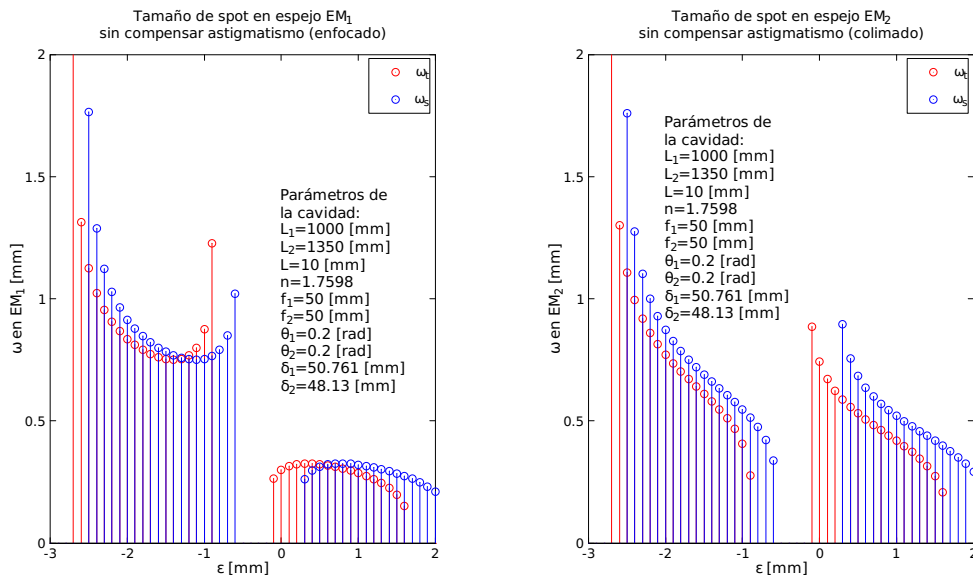 Tamaño de spot en espejo EM1
sin compensar astigmatismo (enfocado)
2
1.5
1
0.5
0
-3
-2
-1
0
1
2
ω en EM1 [mm]
ε [mm]
ωt
ωs
Parámetros de
la cavidad:
L1=1000 [mm]
L2=1350 [mm]
L=10 [mm]
n=1.7598
f1=50 [mm]
f2=50 [mm]
θ1=0.2 [rad]
θ2=0.2 [rad]
δ1=50.761 [mm]
δ2=48.13 [mm]
Tamaño de spot en espejo EM2
sin compensar astigmatismo (colimado)
2
1.5
1
0.5
0
-3
-2
-1
0
1
2
ω en EM2 [mm]
ε [mm]
ωt
ωs
Parámetros de
la cavidad:
L1=1000 [mm]
L2=1350 [mm]
L=10 [mm]
n=1.7598
f1=50 [mm]
f2=50 [mm]
θ1=0.2 [rad]
θ2=0.2 [rad]
δ1=50.761 [mm]
δ2=48.13 [mm]